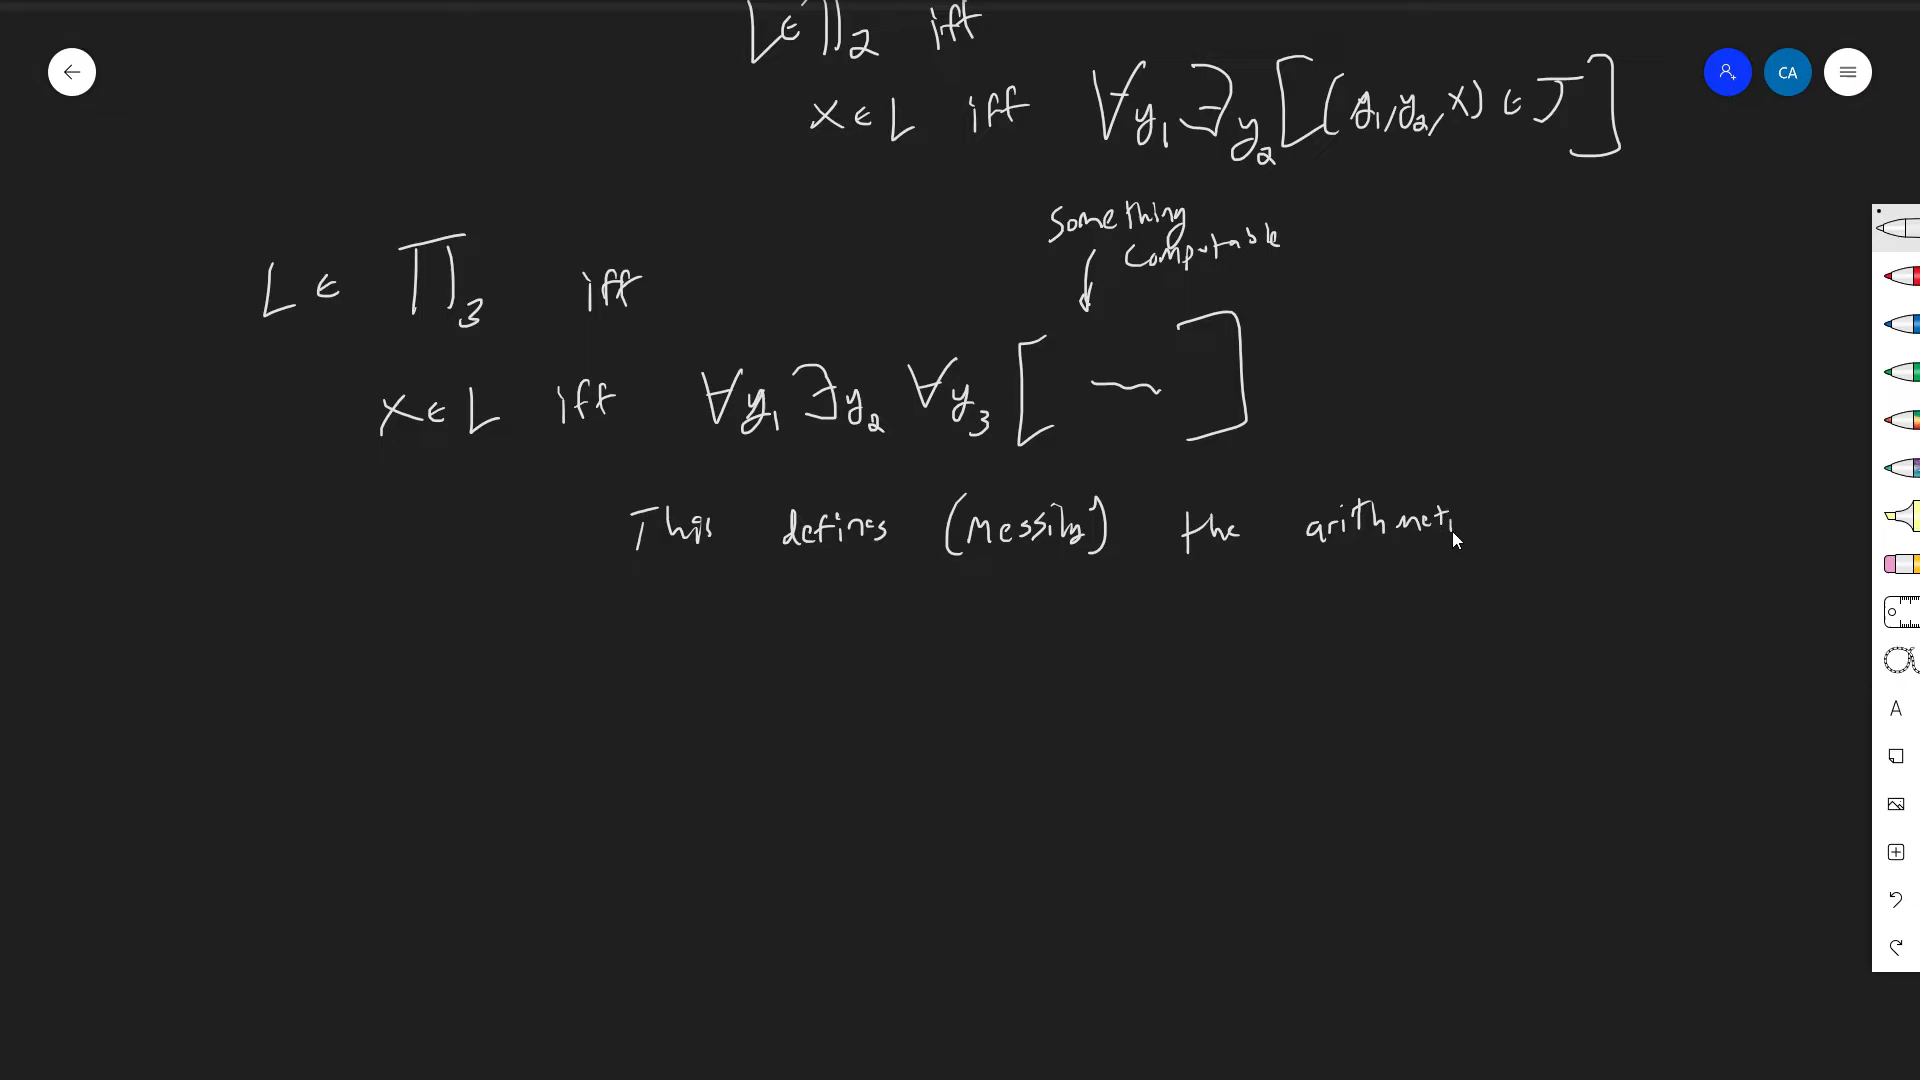 L ∈ Π₂ iff
x ∈ L iff ∀y₁ ∃y₂ [(y₁,y₂,x) ∈ J]
CA
Something
computable
L ∈ Π₃ iff
x ∈ L iff ∀y₁ ∃y₂ ∀y₃ [ ~ ]
This defines (messily) the arithmeti
A